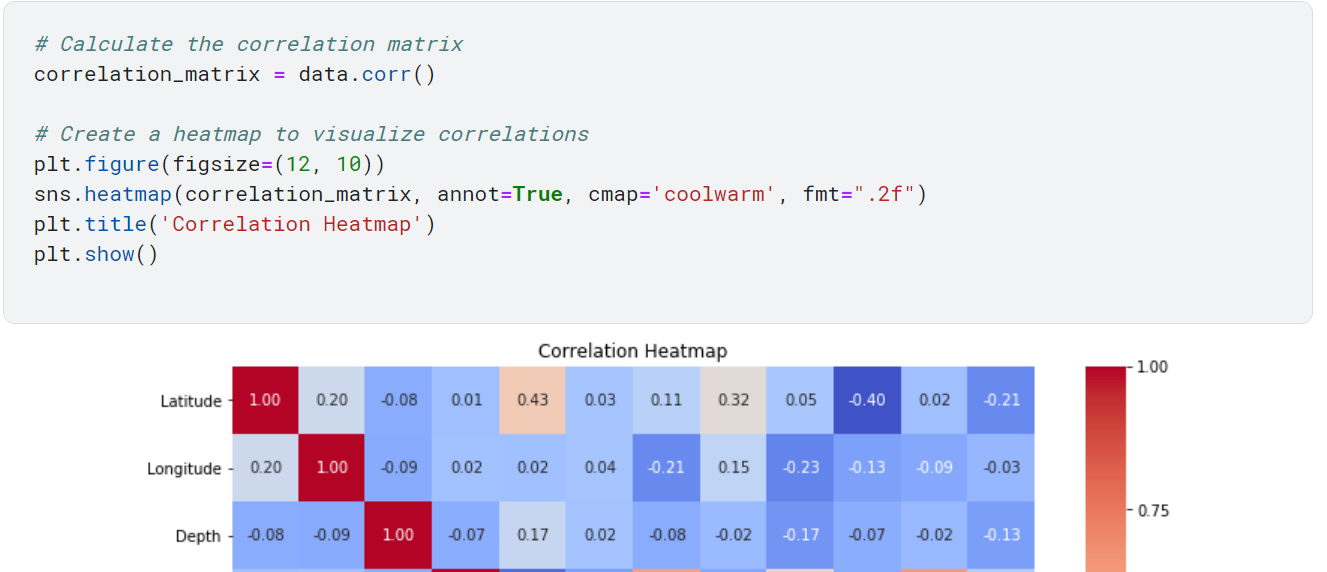 # Calculate the correlation matrix
correlation_matrix = data.corr()
# Create a heatmap to visualize correlations
plt.figure(figsize=(12, 10))
sns.heatmap(correlation_matrix, annot=True, cmap='coolwarm', fmt=".2f")
plt.title('Correlation Heatmap')
plt.show()
Correlation Heatmap
Latitude 1.00 0.20 -0.08 0.01 0.43 0.03 0.11 0.32 0.05 -0.40 0.02 -0.21
1.00
Longitude 0.20 1.00 -0.09 0.02 0.02 0.04 -0.21 0.15 -0.23 -0.13 -0.09 -0.03
0.75
Depth -0.08 -0.09 1.00 -0.07 0.17 0.02 -0.08 -0.02 -0.17 -0.07 -0.02 -0.13